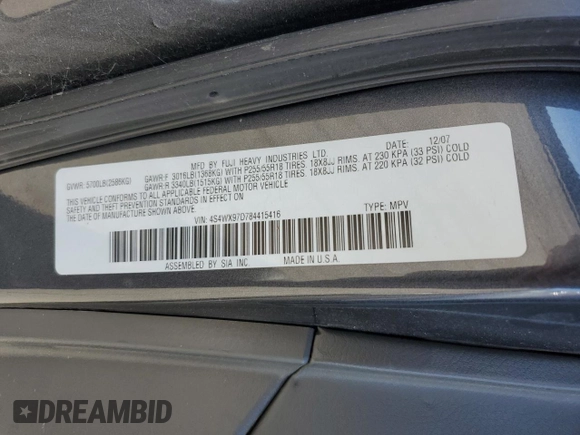 MFD BY FUJI HEAVY INDUSTRIES LTD. DATE: 12/07
GVWR: 5700LB(2586KG) GAWR-F 3016LB(1368KG) WITH P255/55R18 TIRES. 18X8JJ RIMS. AT 230 KPA (33 PSI) COLD
GAWR-R 3340LB(1515KG) WITH P255/55R18 TIRES. 18X8JJ RIMS. AT 220 KPA (32 PSI) COLD
THIS VEHICLE CONFORMS TO ALL APPLICABLE FEDERAL MOTOR VEHICLE
SAFETY AND THEFT PREVENTION STANDARDS IN EFFECT ON
THE DATE OF MANUFACTURE SHOWN ABOVE.
VIN: 4S4WX97D784415416 TYPE: MPV
ASSEMBLED BY SIA INC. MADE IN U.S.A.
DREAMBID